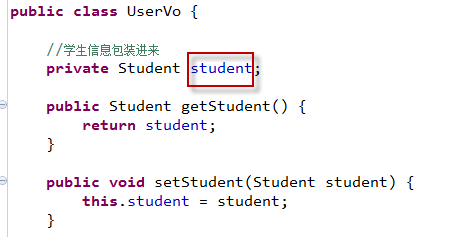 public class UserVo {
//学生信息包装进来
private Student student;
public Student getStudent() {
return student;
}
public void setStudent(Student student) {
this.student = student;
}